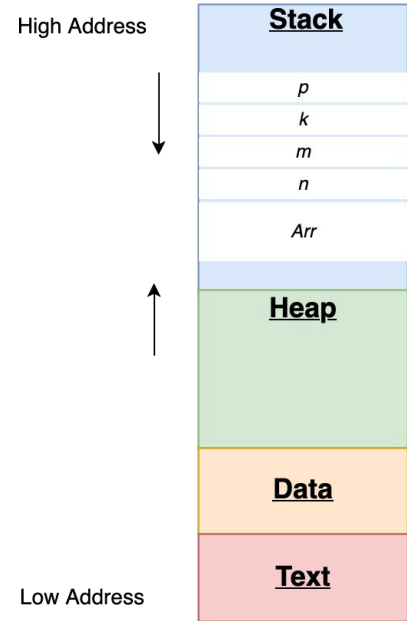 High Address
Stack
p
k
m
n
Arr
Heap
Data
Text
Low Address